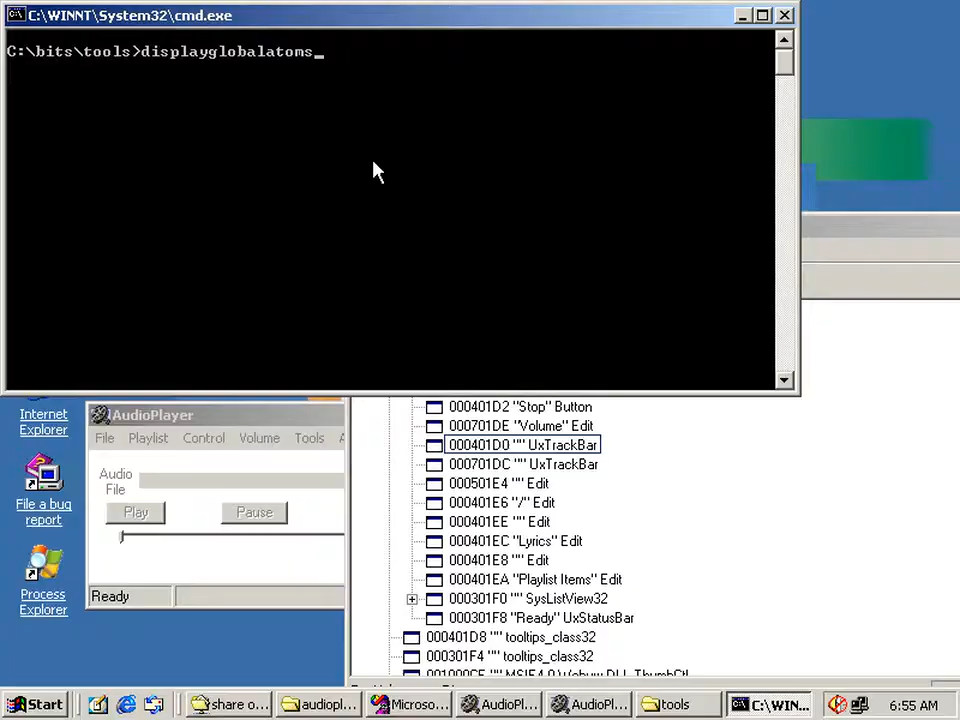 C:\WINNT\System32\cmd.exe
C:\bits\tools>displayglobalatoms_
Internet Explorer
File a bug report
Process Explorer
AudioPlayer
File Playlist Control Volume Tools
Audio File
Play Pause
Ready
000401D2 "Stop" Button
000701DE "Volume" Edit
000401D0 "" UxTrackBar
000701DC "" UxTrackBar
000501E4 "" Edit
000401E6 "/" Edit
000401EE "" Edit
000401EC "Lyrics" Edit
000401E8 "" Edit
000401EA "Playlist Items" Edit
000301F0 "" SysListView32
000301F8 "Ready" UxStatusBar
000401D8 "" tooltips_class32
000301F4 "" tooltips_class32
Start share o... audiopl... Microso... AudioPl... AudioPl... tools C:\WIN... 6:55 AM